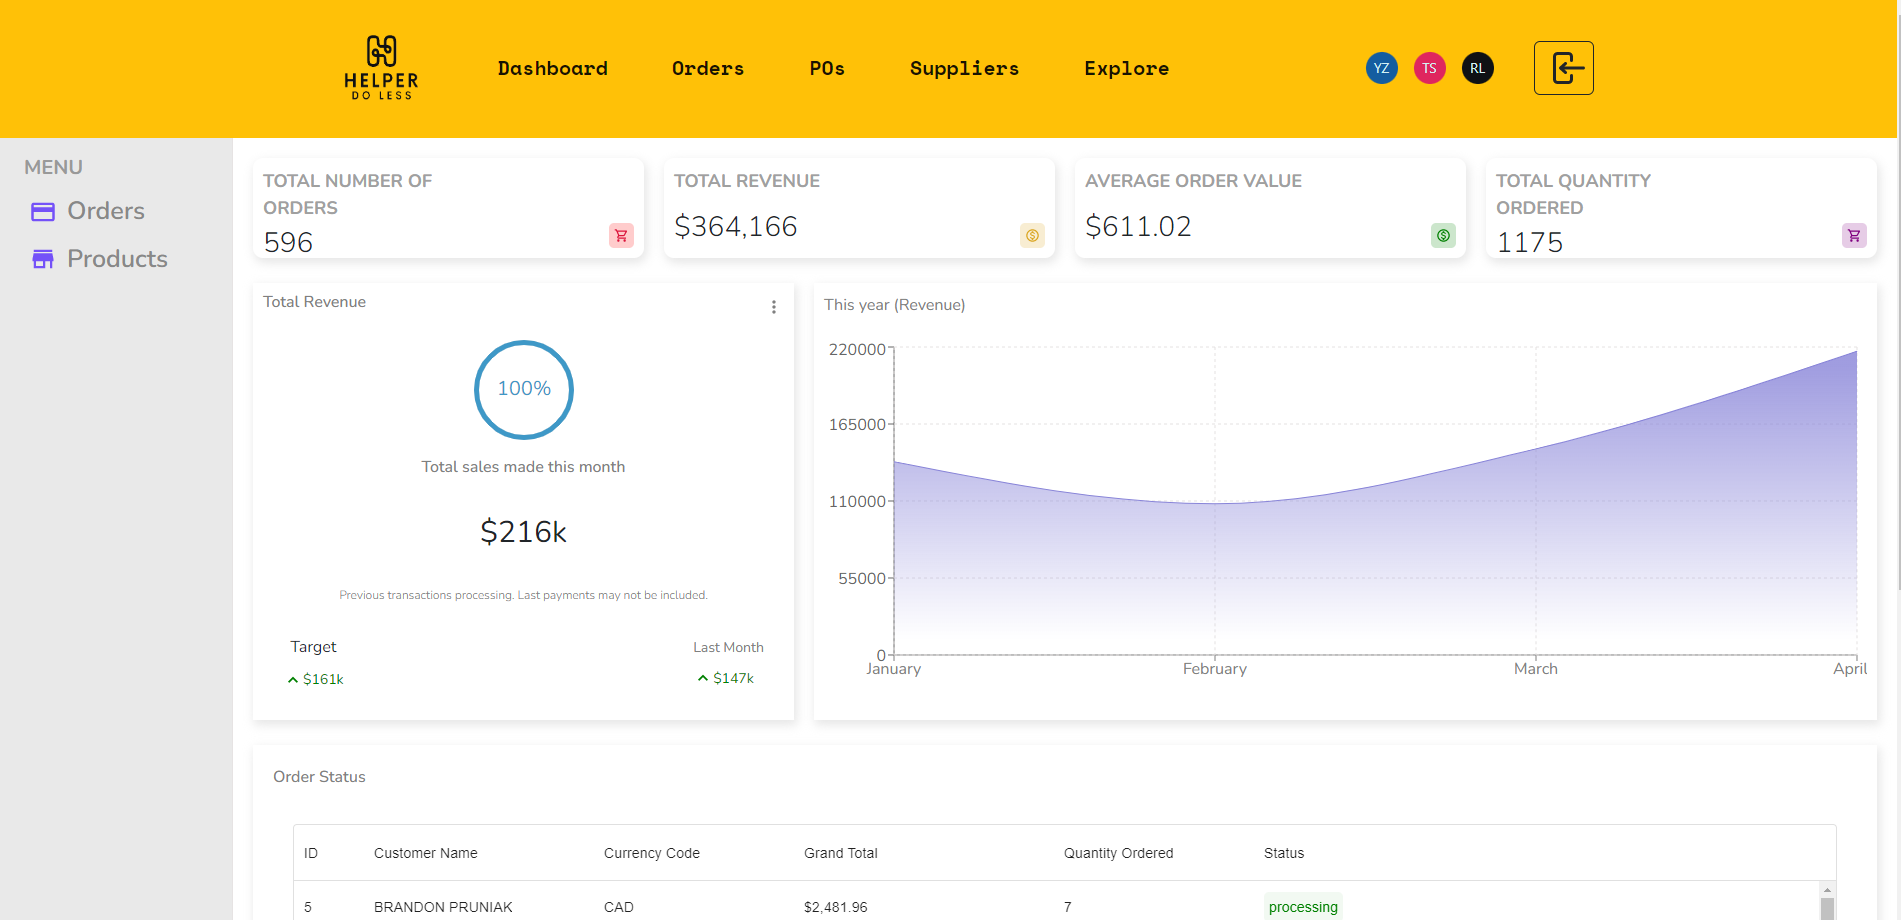 HELPER
DO LESS
Dashboard
Orders
POs
Suppliers
Explore
YZ
TS
RL
MENU
Orders
Products
TOTAL NUMBER OF
ORDERS
596
TOTAL REVENUE
$364,166
AVERAGE ORDER VALUE
$611.02
TOTAL QUANTITY
ORDERED
1175
Total Revenue
100%
Total sales made this month
$216k
Previous transactions processing. Last payments may not be included.
Target
Last Month
$161k
$147k
This year (Revenue)
220000
165000
110000
55000
0
January
February
March
April
Order Status
ID
Customer Name
Currency Code
Grand Total
Quantity Ordered
Status
5
BRANDON PRUNIAK
CAD
$2,481.96
7
processing